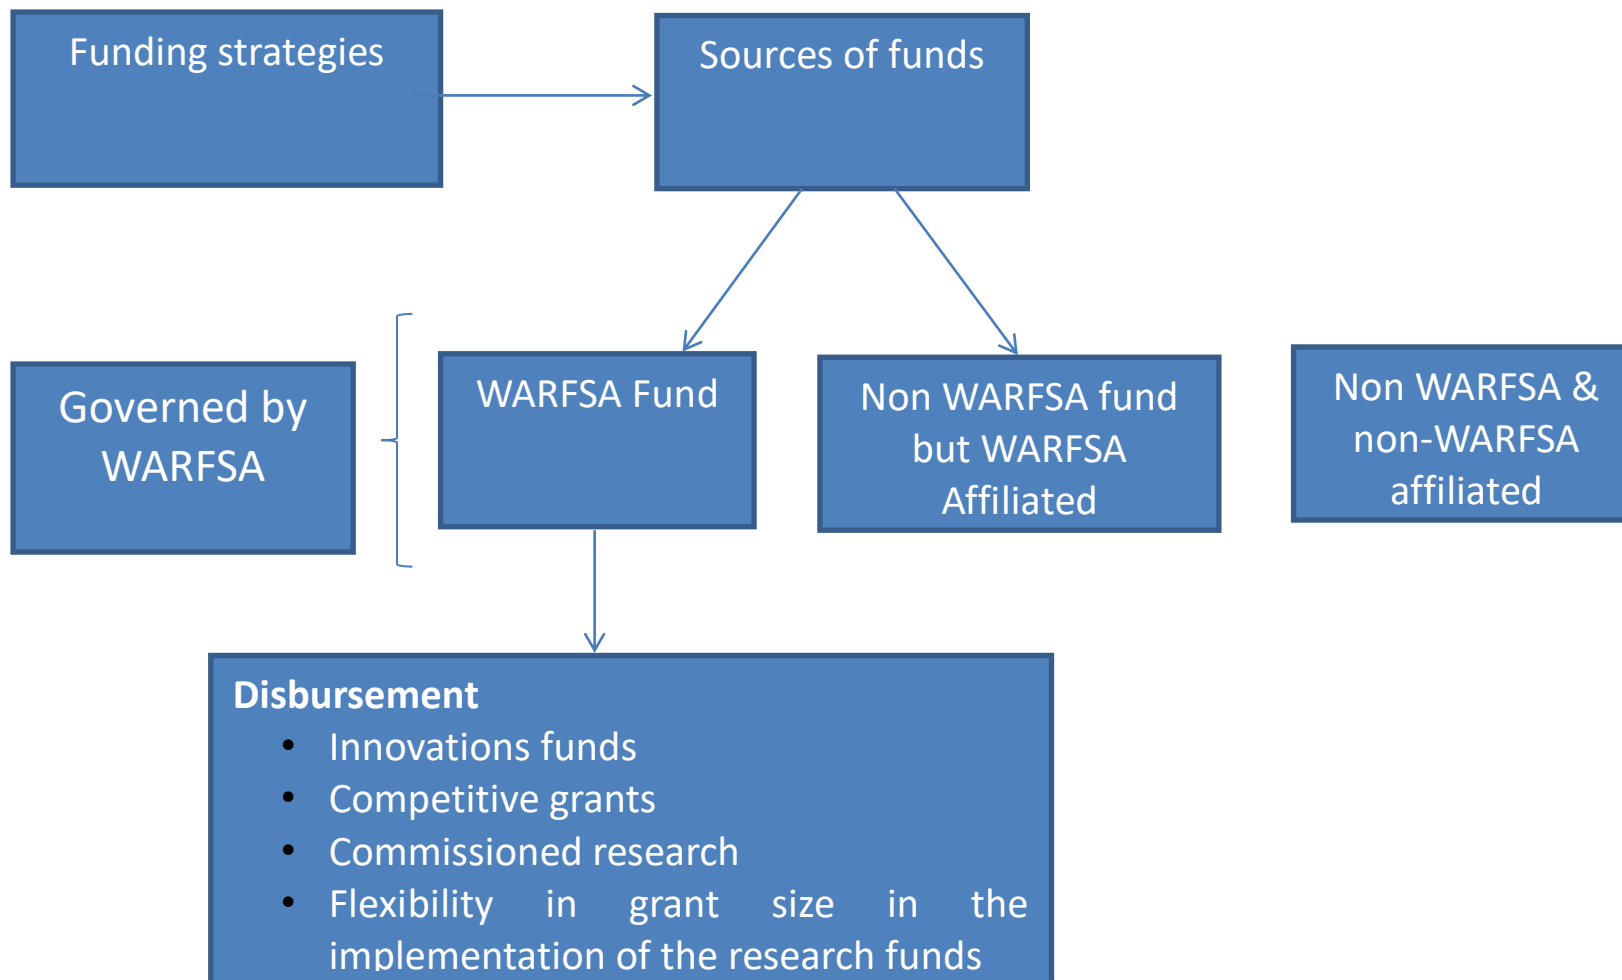 Funding strategies
Sources of funds
Governed by
WARFSA
WARFSA Fund
Non WARFSA fund
but WARFSA
Affiliated
Non WARFSA &
non-WARFSA
affiliated
Disbursement
• Innovations funds
• Competitive grants
• Commissioned research
• Flexibility in grant size in the
implementation of the research funds